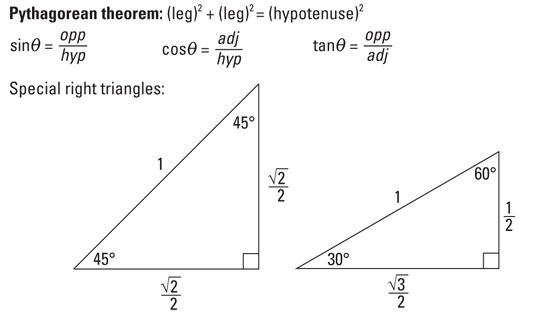 Pythagorean theorem: (leg)² + (leg)² = (hypotenuse)²
sinθ = opp/hyp
cosθ = adj/hyp
tanθ = opp/adj
Special right triangles:
45°
1
√2/2
45°
√2/2
60°
1
1/2
30°
√3/2